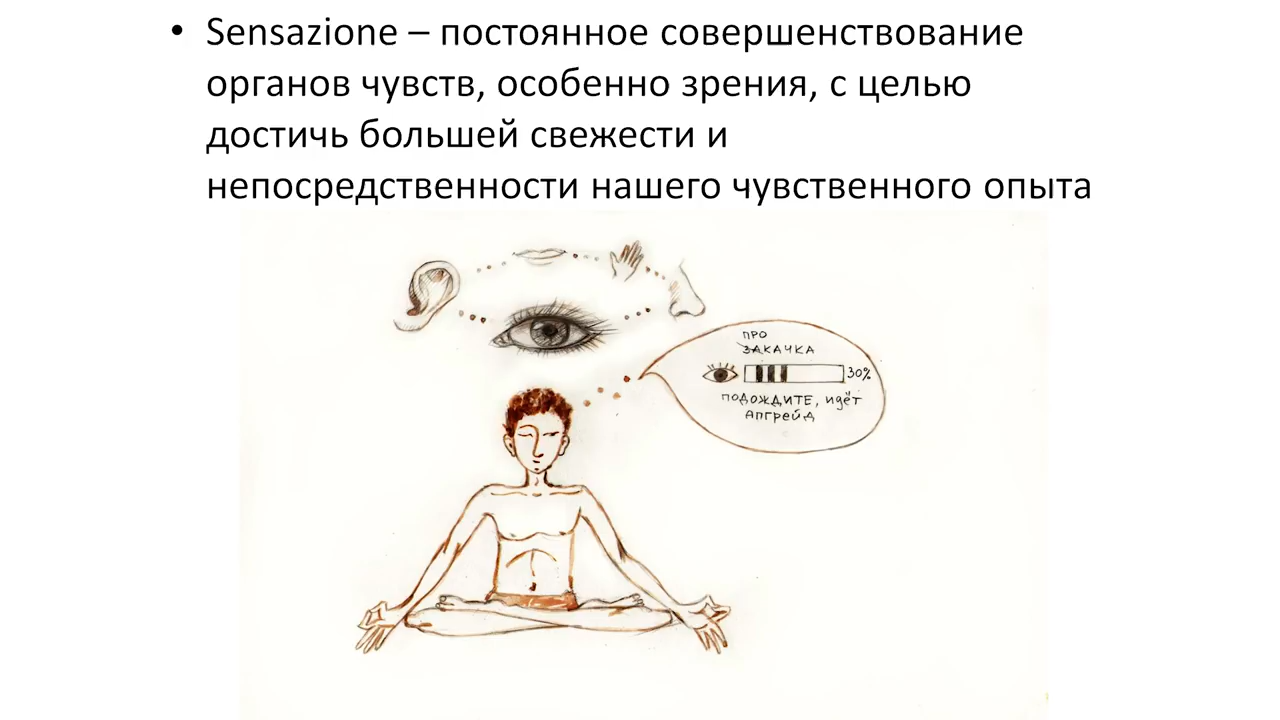 • Sensazione – постоянное совершенствование
органов чувств, особенно зрения, с целью
достичь большей свежести и
непосредственности нашего чувственного опыта
ПРО
ЗАКАЧКА
30%
подождите, идёт
апгрейд